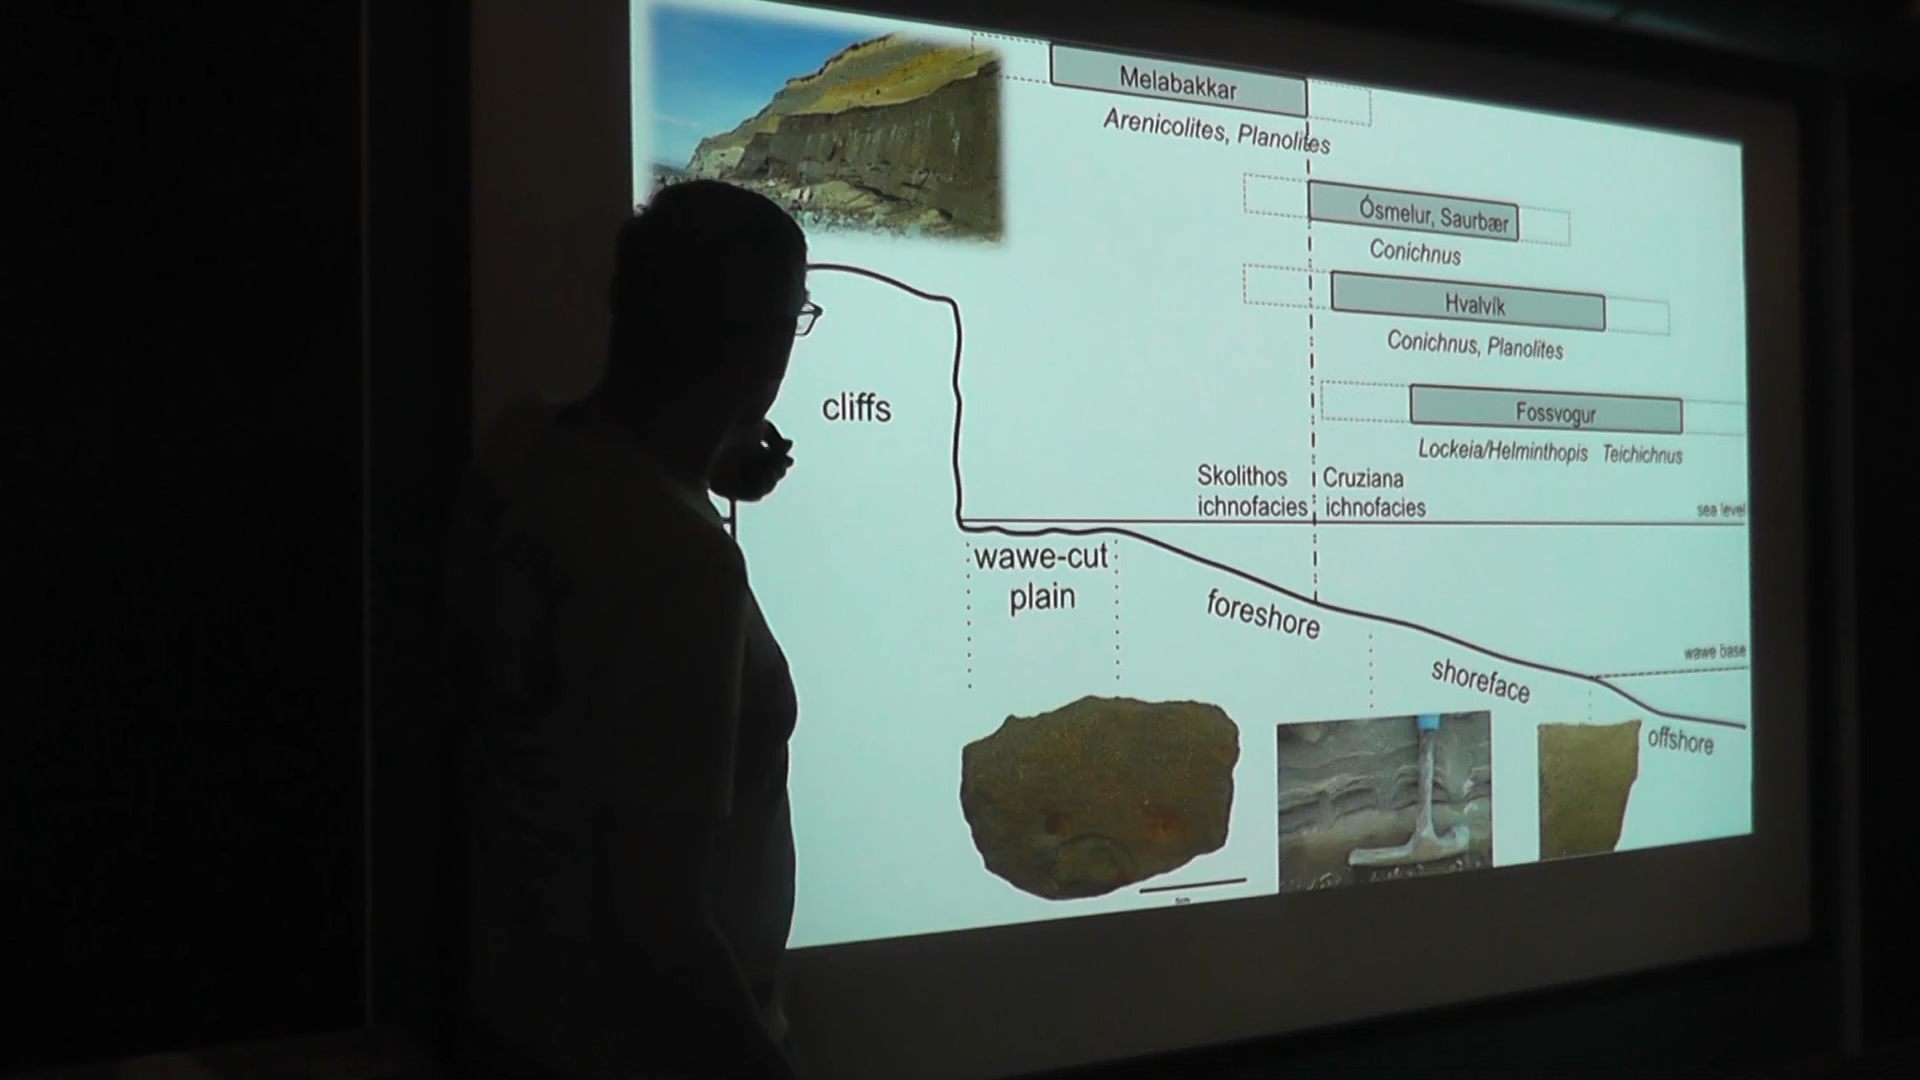 Melabakkar
Arenicolites, Planolites
Ósmelur, Saurbær
Conichnus
Hvalvík
Conichnus, Planolites
cliffs
Fossvogur
Lockeia/Helminthopis Teichichnus
Skolithos
ichnofacies
Cruziana
ichnofacies
sea level
wawe-cut
plain
foreshore
wawe base
shoreface
offshore